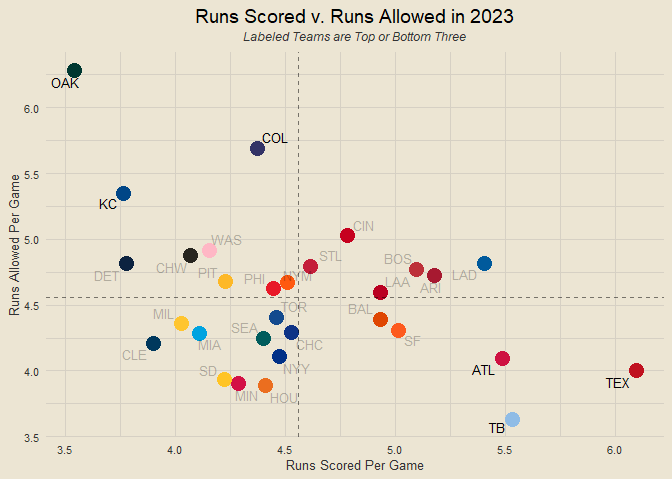 Runs Scored v. Runs Allowed in 2023
Labeled Teams are Top or Bottom Three
OAK
6.0
COL
5.5
KC
CIN
5.0
WAS
STL
BOS
CHW
DET
PIT
PHI
NYM
LAA
LAD
ARI
4.5
TOR
BAL
MIL
SEA
SF
MIA
CHC
CLE
SD
NYY
ATL
4.0
TEX
MIN
HOU
TB
3.5
3.5
4.0
4.5
5.0
5.5
6.0
Runs Scored Per Game
Runs Allowed Per Game